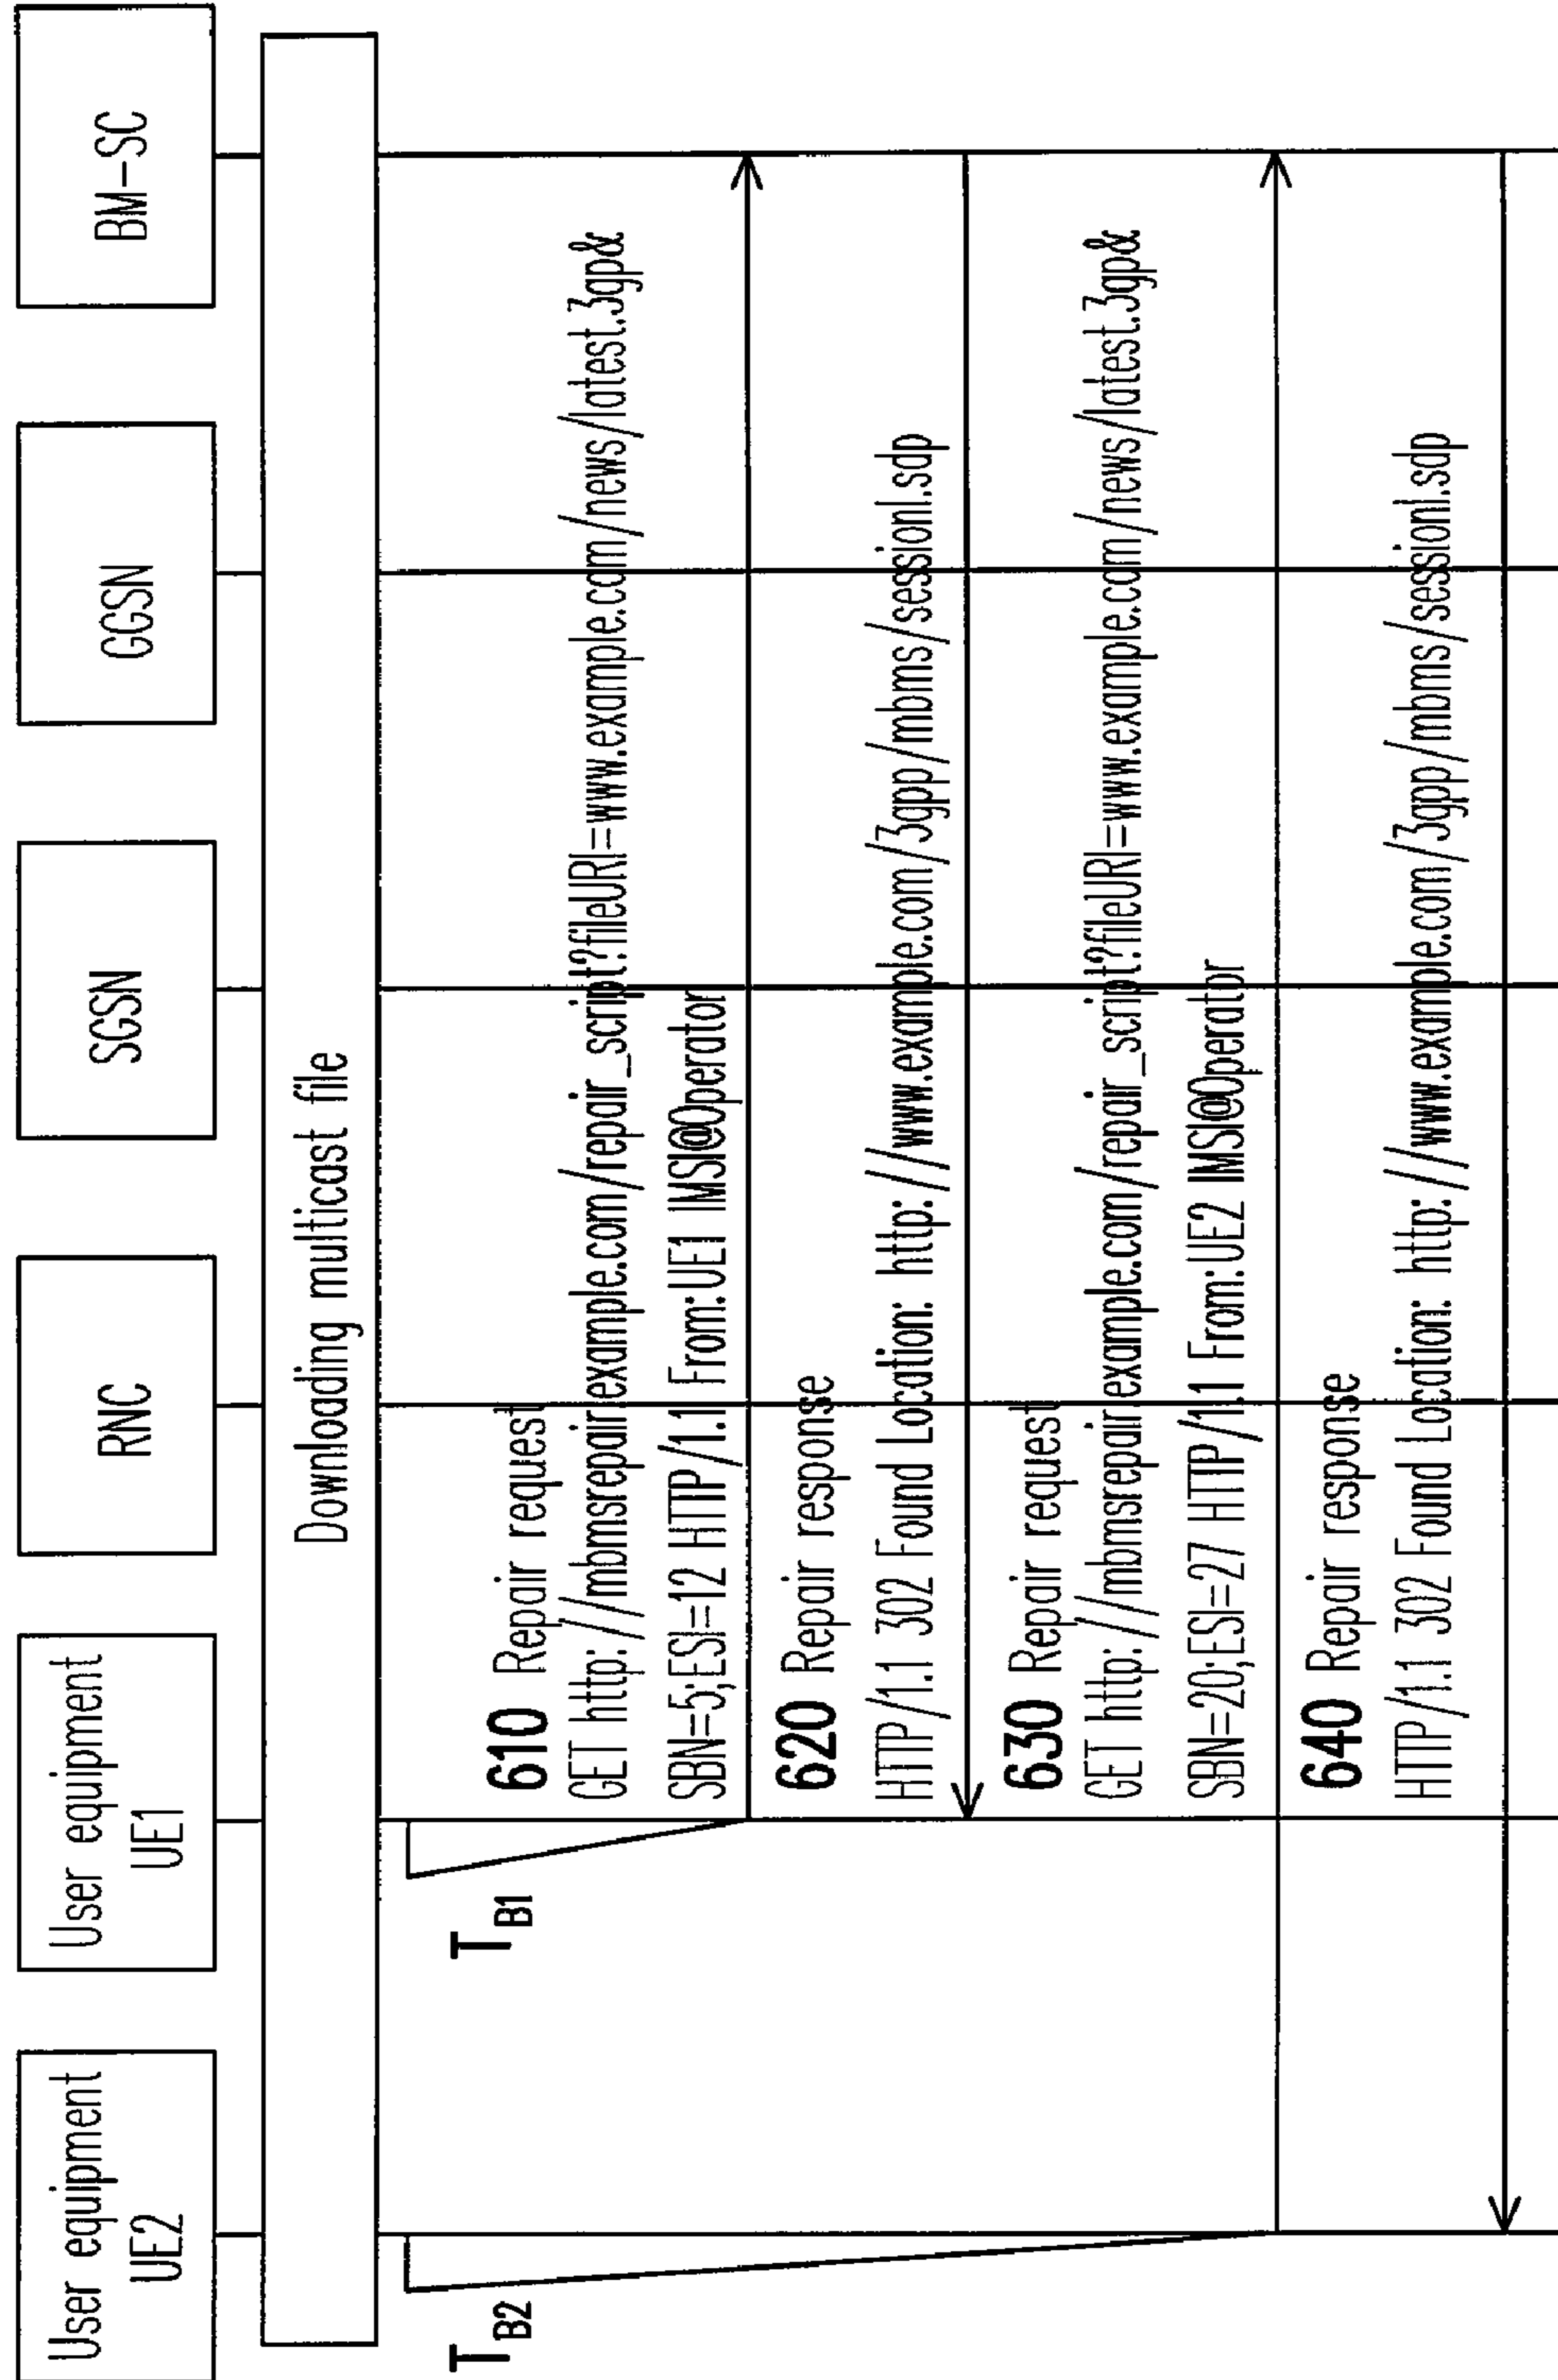 User equipment
UE2
User equipment
UE1
RNC
SGSN
GGSN
BM-SC
Downloading multicast file
TB2
TB1
610 Repair request
GET http://mbmsrepair.example.com/repair_script?fileURI=www.example.com/news/latest.3gp&
SBN=5;ESI=12 HTTP/1.1 From:UE1 IMSI@Operator
620 Repair response
HTTP/1.1 302 Found Location: http://www.example.com/3gpp/mbms/session1.sdp
630 Repair request
GET http://mbmsrepair.example.com/repair_script?fileURI=www.example.com/news/latest.3gp&
SBN=20;ESI=27 HTTP/1.1 From:UE2 IMSI@Operator
640 Repair response
HTTP/1.1 302 Found Location: http://www.example.com/3gpp/mbms/session1.sdp